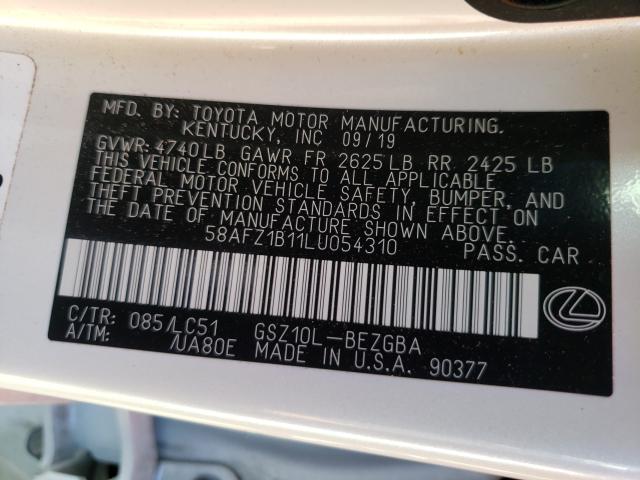 MFD. BY: TOYOTA MOTOR MANUFACTURING,
KENTUCKY, INC 09/19
GVWR: 4740LB, GAWR FR 2625LB RR 2425 LB
THIS VEHICLE CONFORMS TO ALL APPLICABLE
FEDERAL MOTOR VEHICLE SAFETY, BUMPER, AND
THEFT PREVENTION STANDARDS IN EFFECT ON
THE DATE OF MANUFACTURE SHOWN ABOVE.
58AFZ1B11LU054310 PASS. CAR
C/TR: 085/LC51 GSZ10L-BEZGBA
A/TM: /UA80E MADE IN U.S.A. 90377